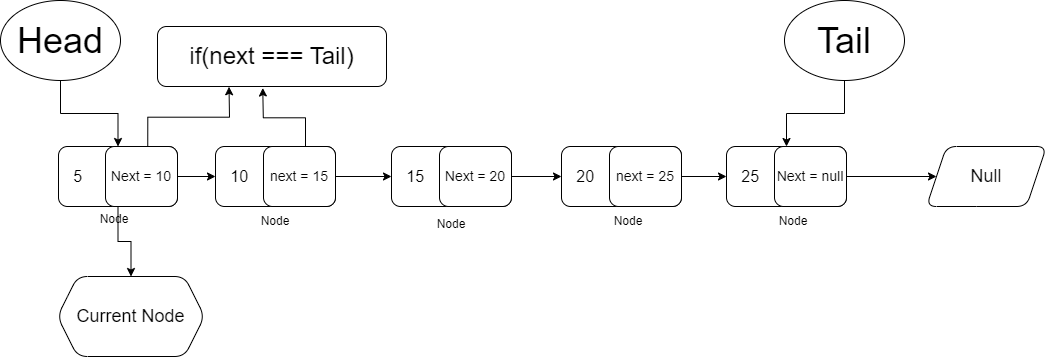 Head
if(next === Tail)
Tail
5
Next = 10
10
next = 15
15
Next = 20
20
next = 25
25
Next = null
Null
Node
Node
Node
Node
Node
Current Node